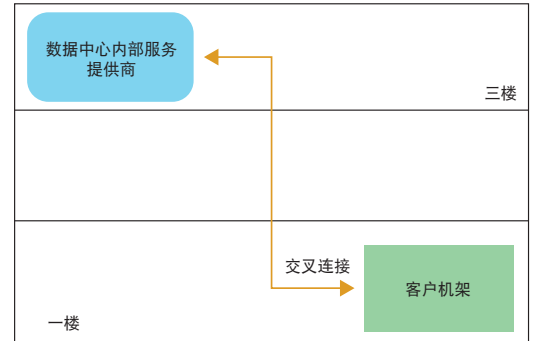 数据中心内部服务
提供商
三楼
交叉连接
客户机架
一楼